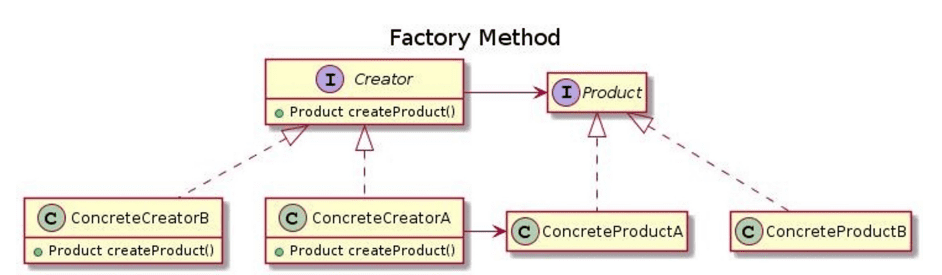 Factory Method
I Creator
Product createProduct()
I Product
C ConcreteCreatorB
Product createProduct()
C ConcreteCreatorA
Product createProduct()
C ConcreteProductA
C ConcreteProductB